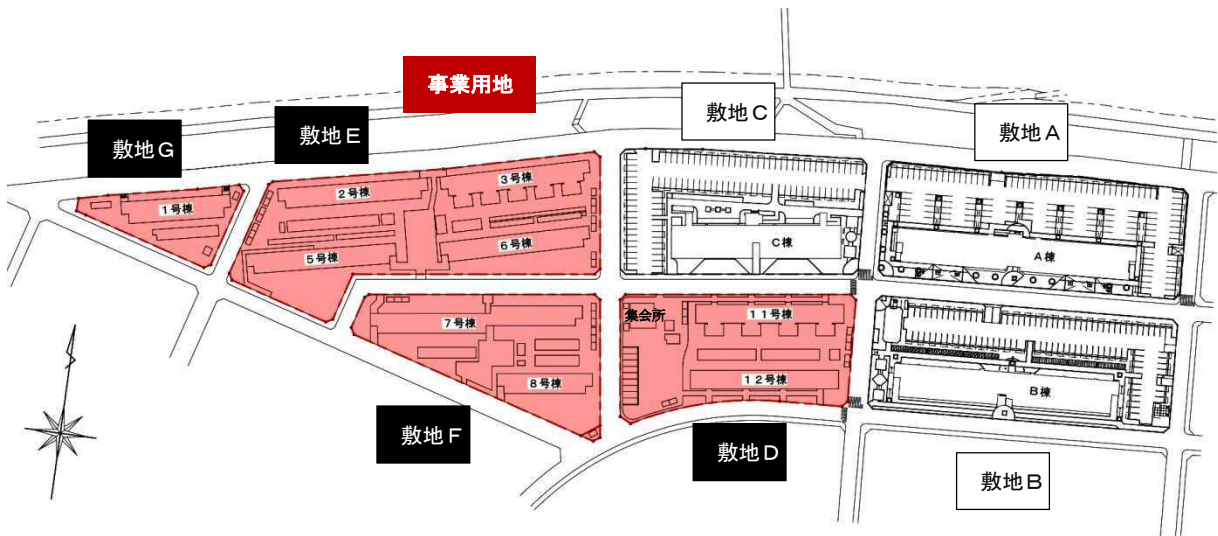 事業用地
敷地G
敷地E
敷地C
敷地A
1号棟
2号棟
3号棟
5号棟
6号棟
C棟
A棟
7号棟
8号棟
集会所
11号棟
12号棟
B棟
敷地F
敷地D
敷地B